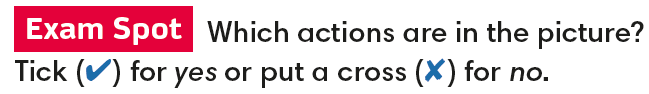 Exam Spot Which actions are in the picture?
Tick (✔) for yes or put a cross (✘) for no.